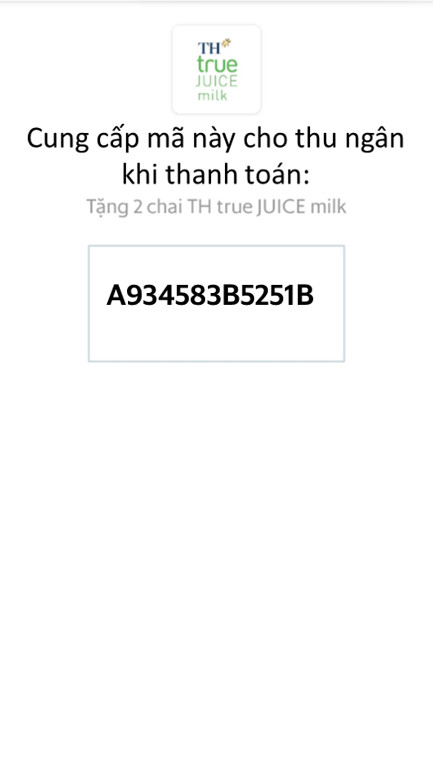 TH
true
JUICE
milk
Cung cấp mã này cho thu ngân
khi thanh toán:
Tặng 2 chai TH true JUICE milk
A934583B5251B